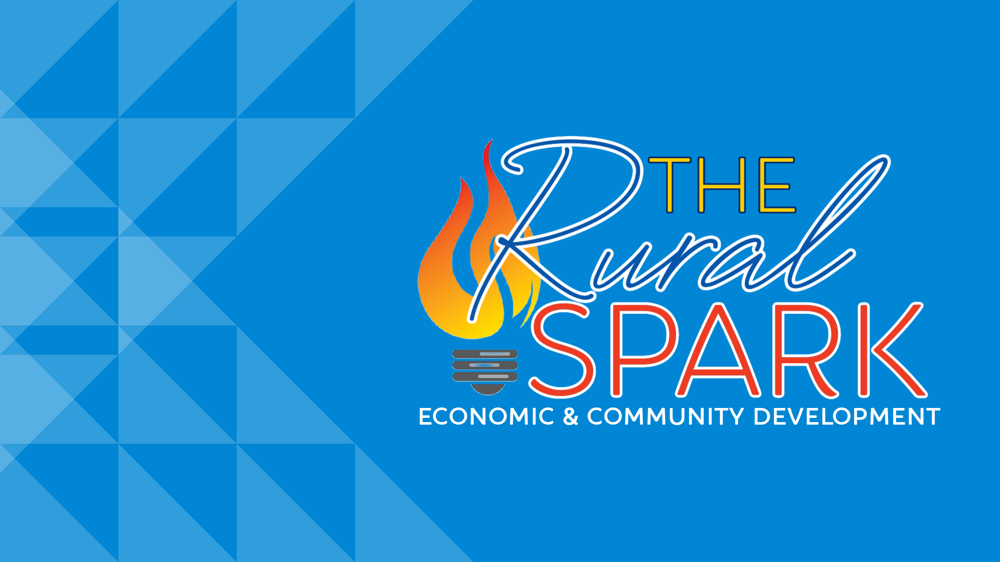 THE
Rural
SPARK
ECONOMIC & COMMUNITY DEVELOPMENT